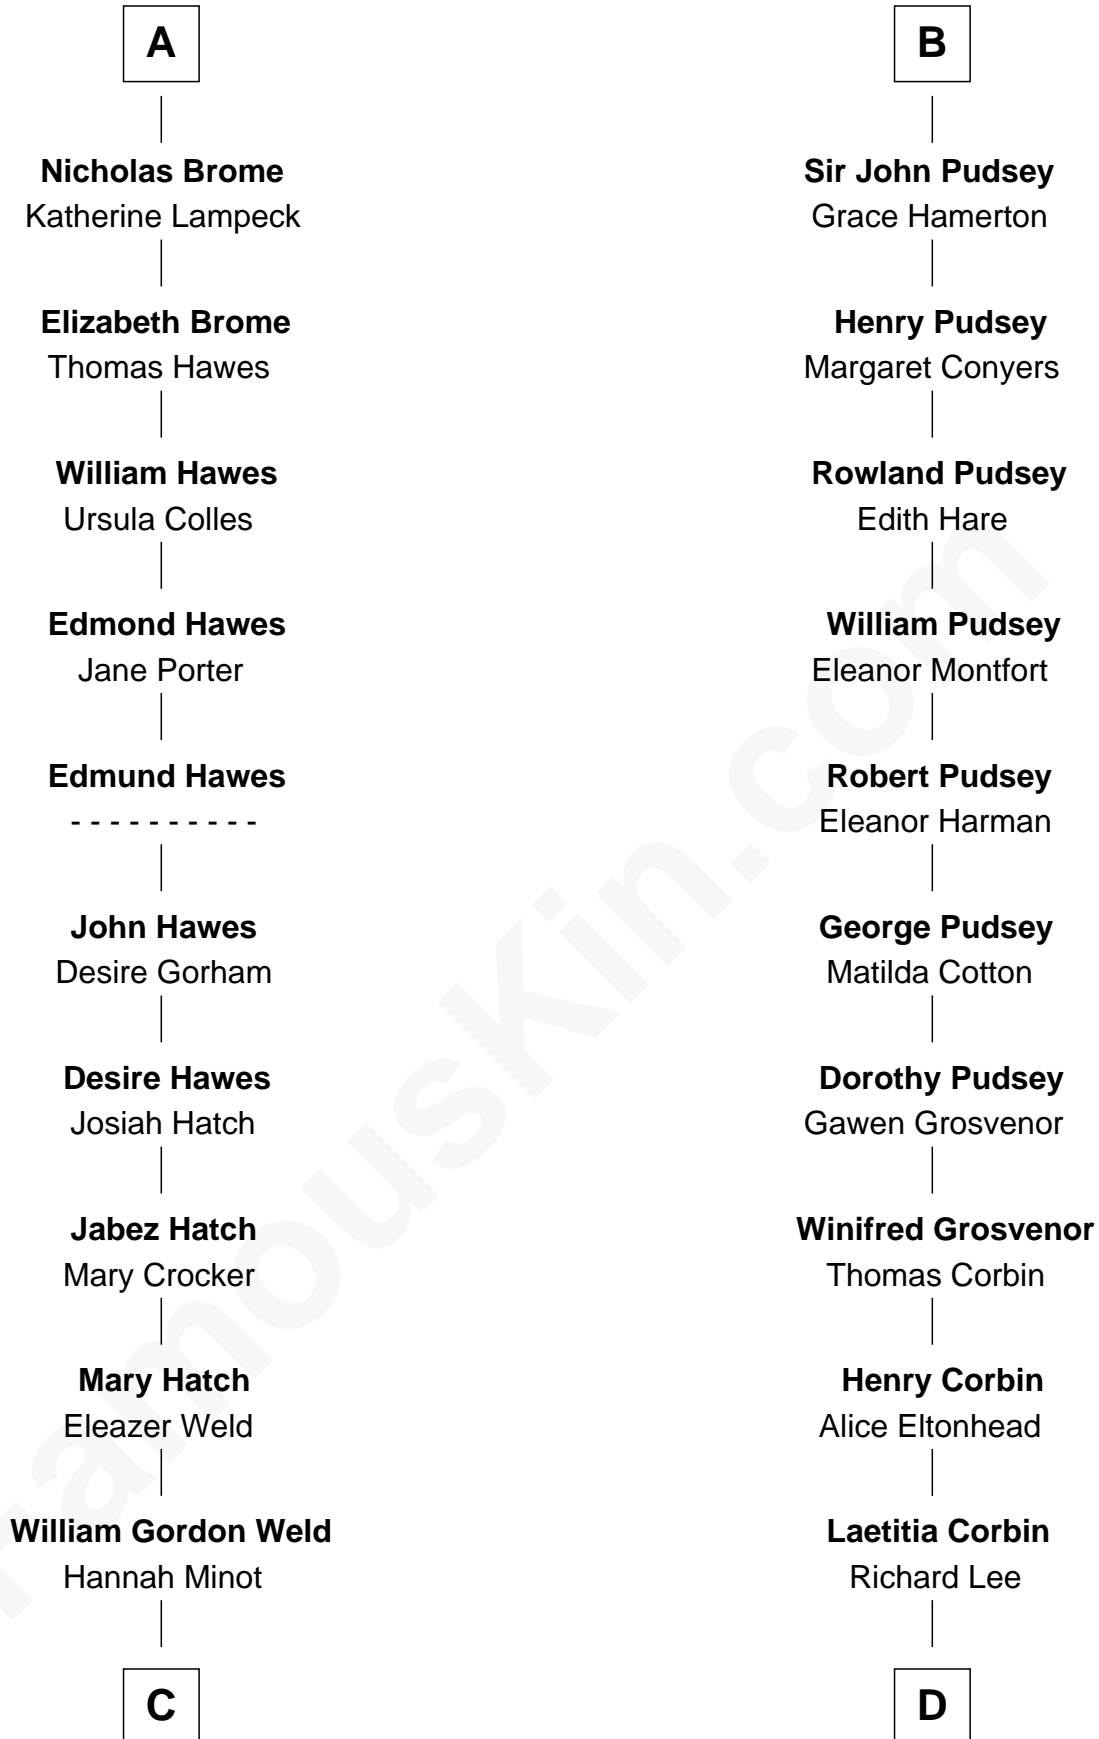 A
Nicholas Brome
Katherine Lampeck
Elizabeth Brome
Thomas Hawes
William Hawes
Ursula Colles
Edmond Hawes
Jane Porter
Edmund Hawes
- - - - - - - - - -
John Hawes
Desire Gorham
Desire Hawes
Josiah Hatch
Jabez Hatch
Mary Crocker
Mary Hatch
Eleazer Weld
William Gordon Weld
Hannah Minot
C
B
Sir John Pudsey
Grace Hamerton
Henry Pudsey
Margaret Conyers
Rowland Pudsey
Edith Hare
William Pudsey
Eleanor Montfort
Robert Pudsey
Eleanor Harman
George Pudsey
Matilda Cotton
Dorothy Pudsey
Gawen Grosvenor
Winifred Grosvenor
Thomas Corbin
Henry Corbin
Alice Eltonhead
Laetitia Corbin
Richard Lee
D
FamousKin.com